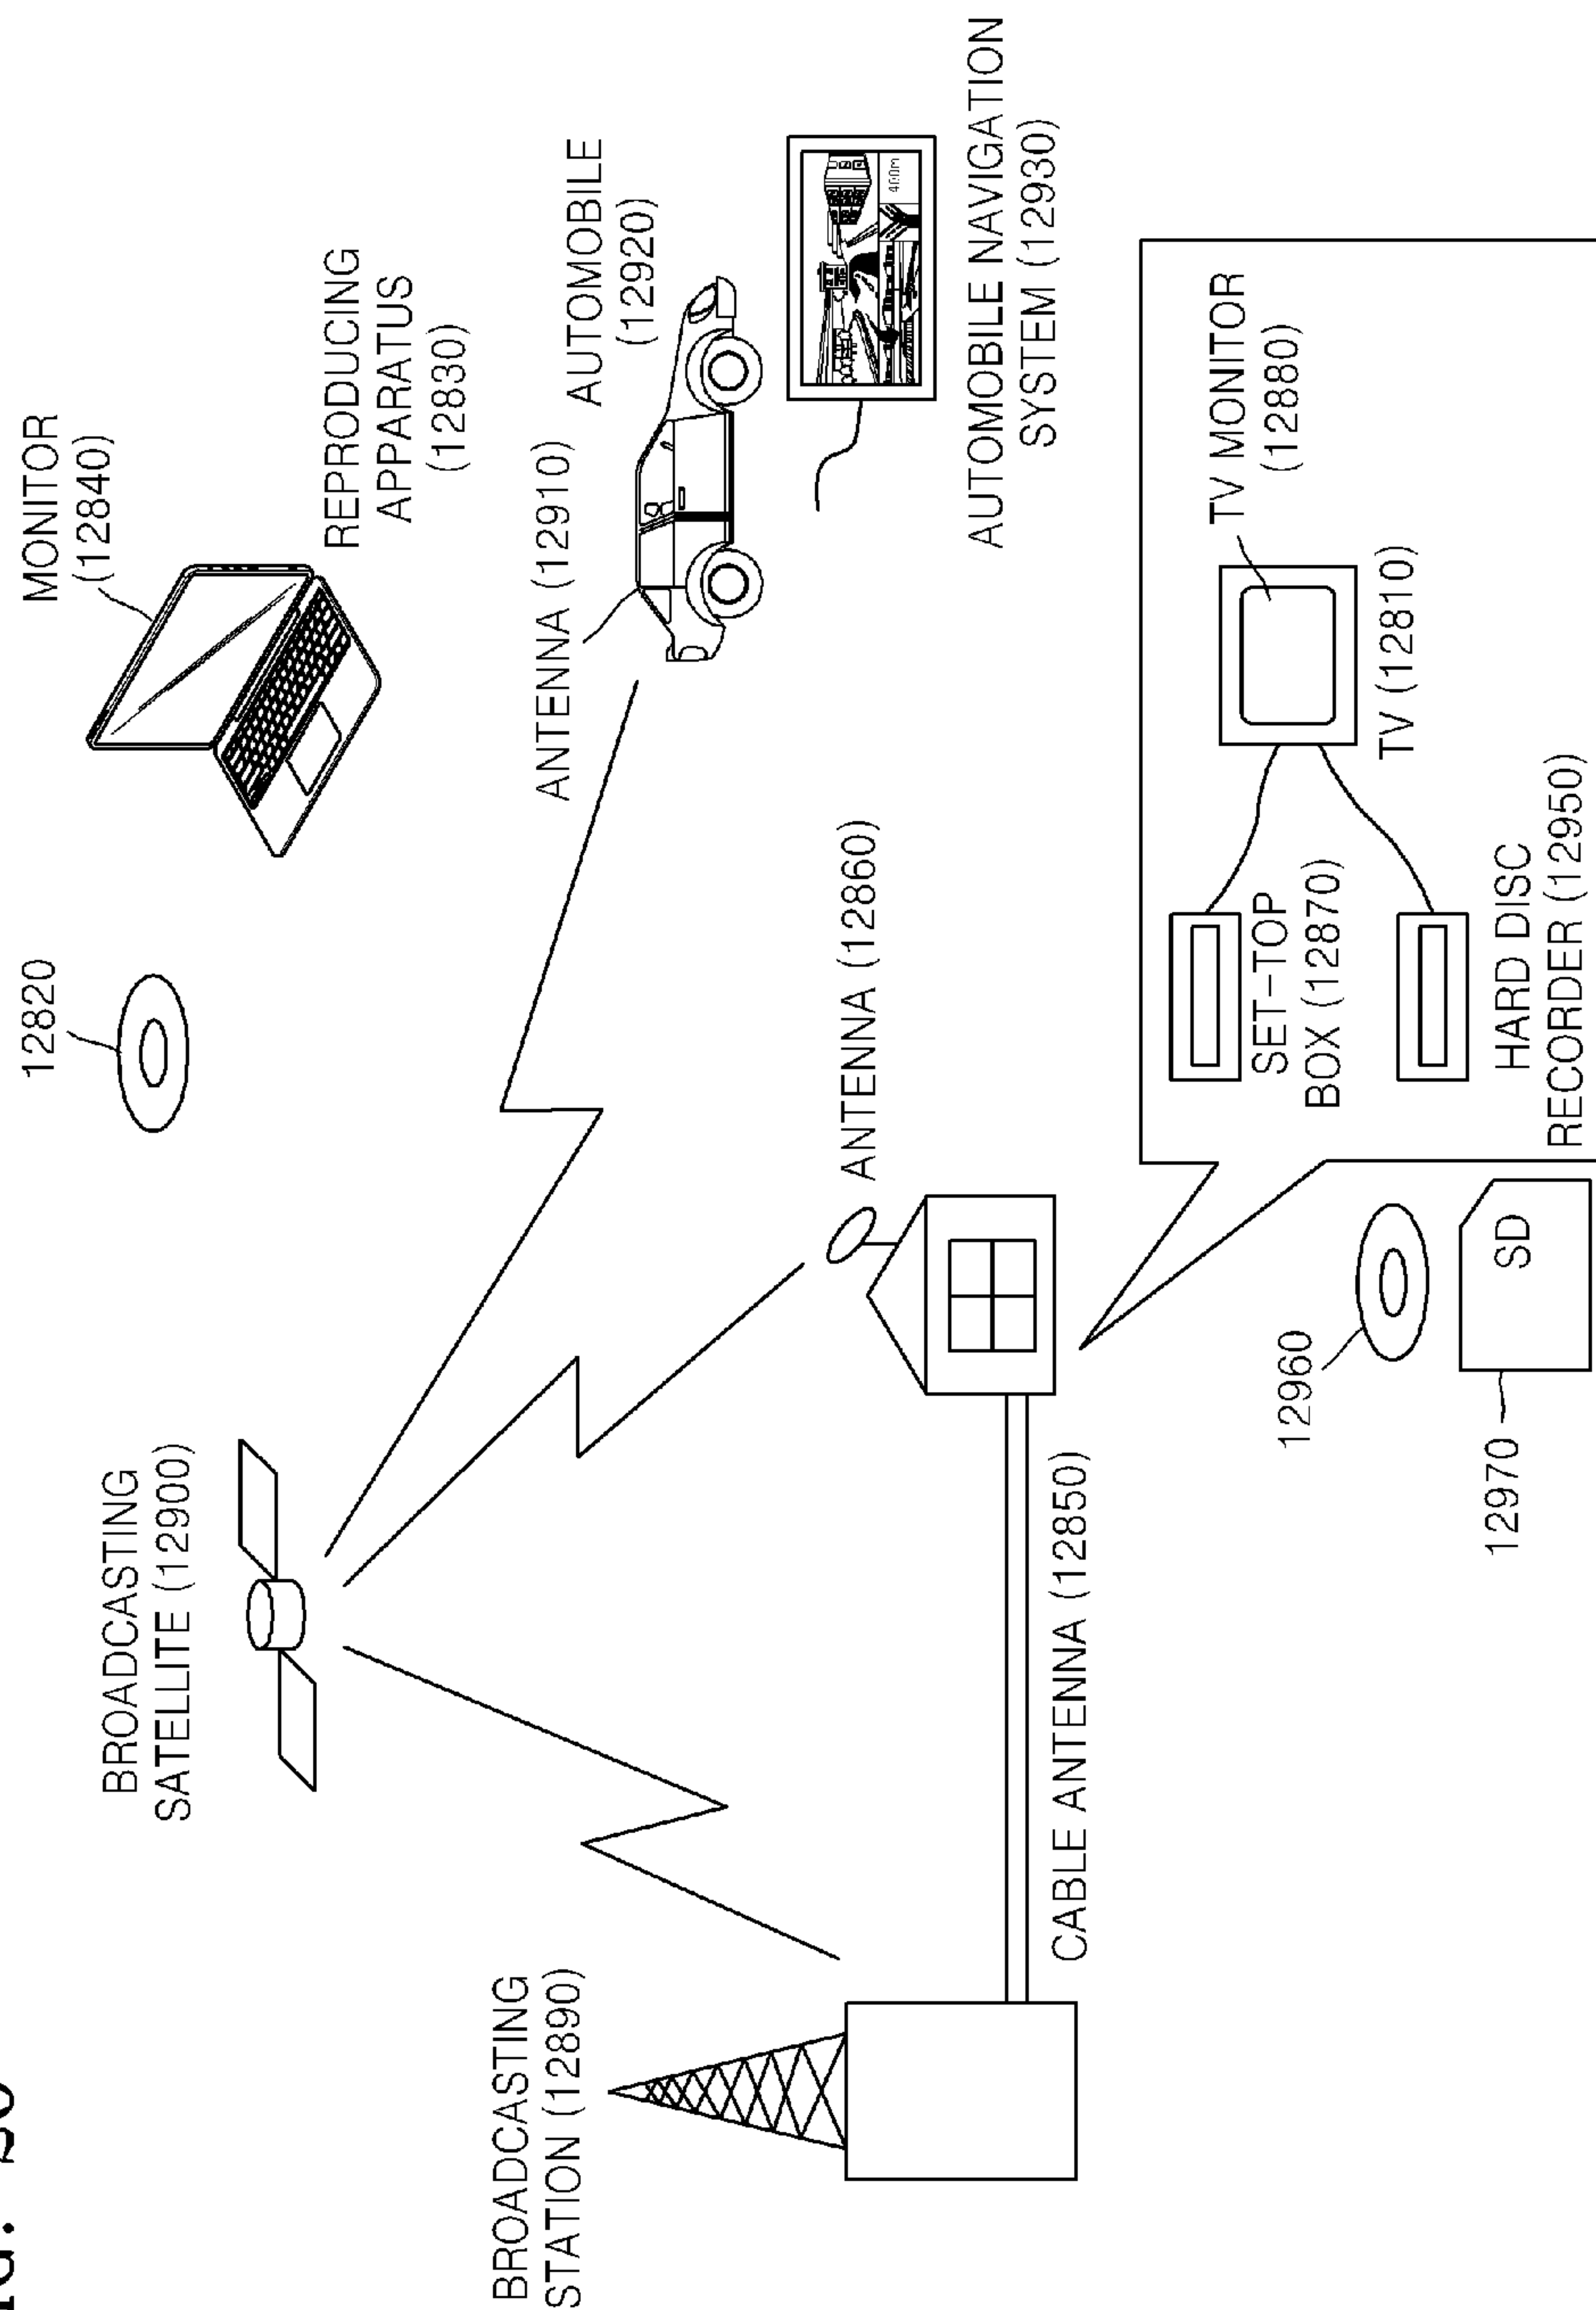 12820
MONITOR
(12840)
BROADCASTING
SATELLITE (12900)
REPRODUCING
APPARATUS
(12830)
BROADCASTING
STATION (12890)
ANTENNA (12910)
AUTOMOBILE
(12920)
ANTENNA (12860)
400m
AUTOMOBILE NAVIGATION
SYSTEM (12930)
CABLE ANTENNA (12850)
TV MONITOR
(12880)
SET-TOP
BOX (12870)
12960
TV (12810)
12970
SD
HARD DISC
RECORDER (12950)